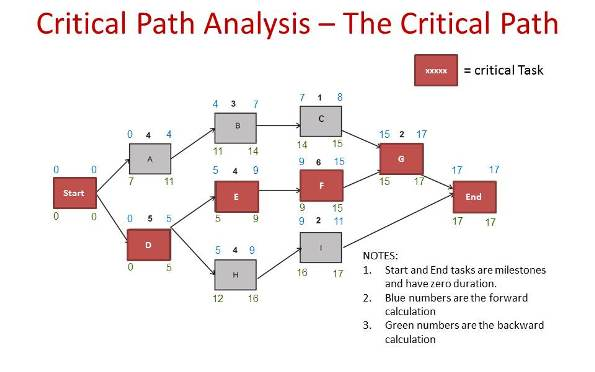 Critical Path Analysis – The Critical Path
xxxxx = critical Task
7 1 8
C
14 15
4 3 7
B
11 14
0 4 4
A
7 11
15 2 17
G
15 17
0 0
Start
0 0
5 4 9
E
5 9
9 6 15
F
9 15
17 17
End
17 17
0 5 5
D
0 5
9 2 11
I
16 17
5 4 9
H
12 16
NOTES:
1. Start and End tasks are milestones
and have zero duration.
2. Blue numbers are the forward
calculation
3. Green numbers are the backward
calculation